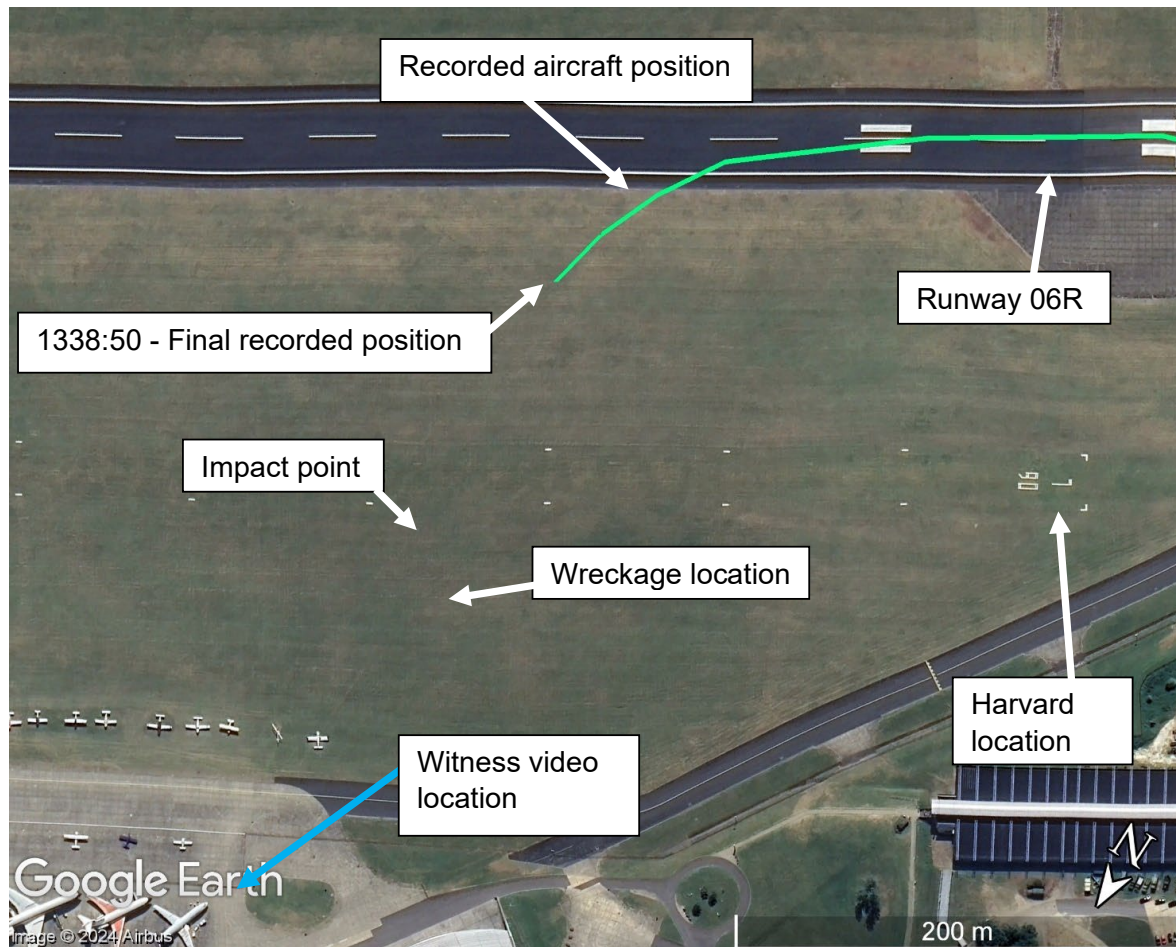 Recorded aircraft position
Runway 06R
1338:50 - Final recorded position
Impact point
06
L
Wreckage location
Harvard
location
Witness video
location
N
Google Earth
Image © 2024 Airbus
200 m